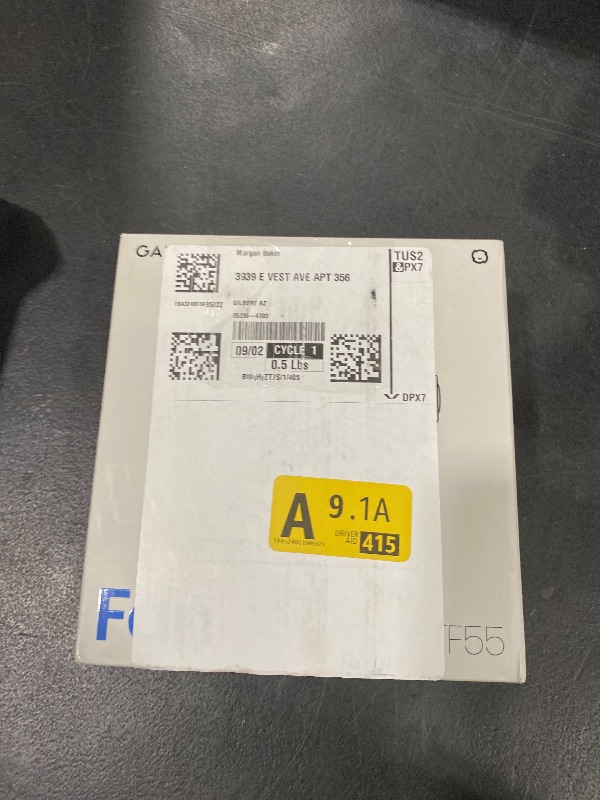 GA
Morgan Baker
TUS2
&PX7
3939 E VEST AVE APT 356
GILBERT AZ
09/02 CYCLE 1
0.5 Lbs
DPX7
A 9.1A
DRIVER AID 415
F55